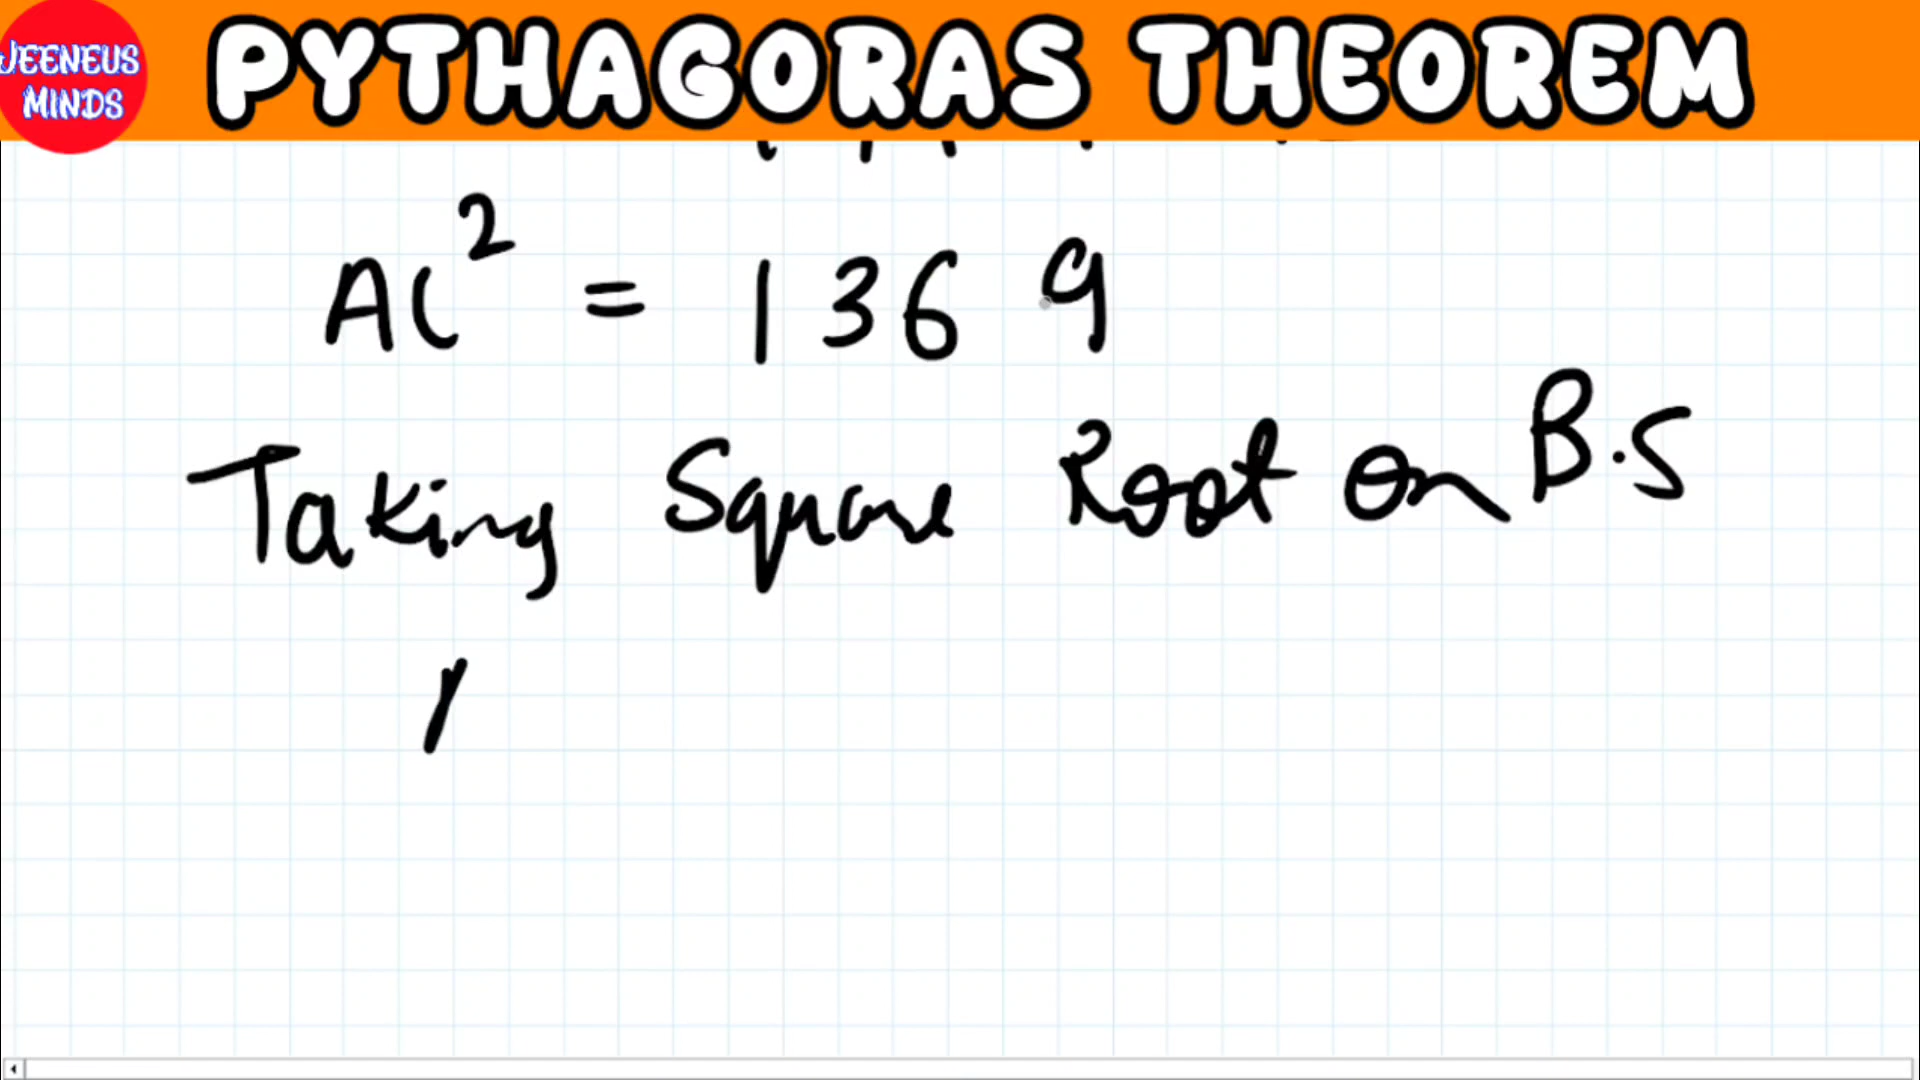 JEENEUS
MINDS
PYTHAGORAS THEOREM
AC² = 1369
Taking Square Root on B.S